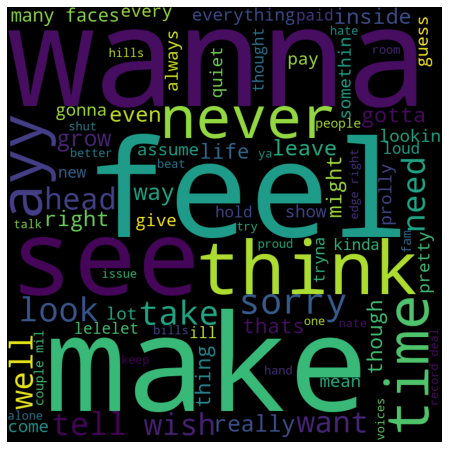 many faces every everything paid inside
wanna
hills always quiet thought pay somethin hate room guess
gonna even never people gotta
ayy shut grow assume life leave lookin
better beat ya loud
new head way feel might prolly need
talk right give hold show try edge right
see proud kinda fam pretty
issue think tryna
look lot take sorry though
lelelet thats time
well couple mil bills ill one nate record deal
make thing keep hand mean
alone tell wish really want voices
come